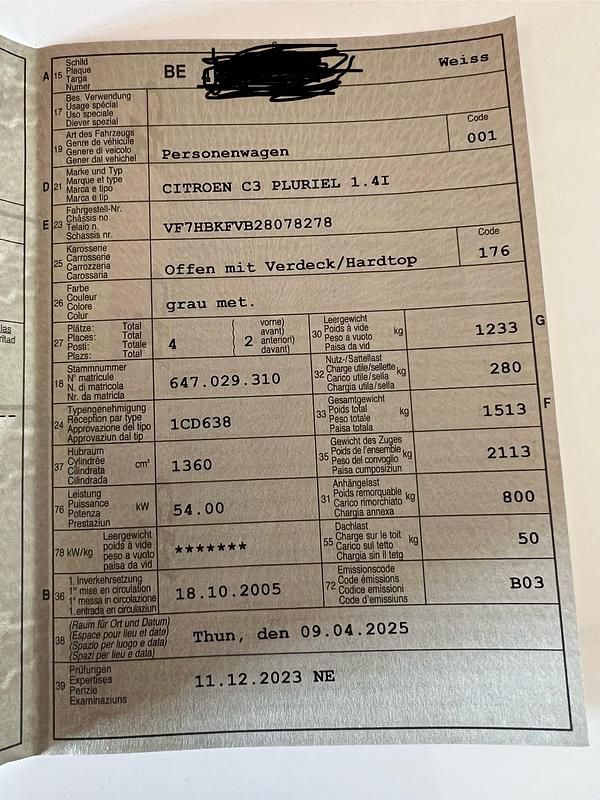 A 15 Schild Plaque Targa Numer BE Weiss
17 Bes. Verwendung Usage spécial Uso speciale Diever spezial
19 Art des Fahrzeugs Genre de véhicule Genere di veicolo Gener dal vehichel Personenwagen Code 001
D 21 Marke und Typ Marque et type Marca e tipo Marca e tip CITROEN C3 PLURIEL 1.4I
E 23 Fahrgestell-Nr. Châssis no Telaio n. Schassis nr. VF7HBKFVB28078278
25 Karosserie Carrosserie Carrozzeria Carossaria Offen mit Verdeck/Hardtop Code 176
26 Farbe Couleur Colore Colur grau met.
27 Plätze: Total Places: Total Posti: Totale Plazs: Total 4 ( 2 vorne) avant) anteriori) davant)
30 Leergewicht Poids à vide Peso a vuoto Paisa da vid kg 1233 G
18 Stammnummer N° matricule N. di matricola Nr. da matricla 647.029.310
32 Nutz-/Sattellast Charge utile/sellette Carico utile/sella Chargia utila/sella kg 280
24 Typengenehmigung Réception par type Approvazione del tipo Approvaziun dal tip 1CD638
33 Gesamtgewicht Poids total Peso totale Paisa totala kg 1513 F
37 Hubraum Cylindrée Cilindrata Cilindrada cm³ 1360
35 Gewicht des Zuges Poids de l'ensemble Peso del convoglio Paisa cumposiziun kg 2113
76 Leistung Puissance Potenza Prestaziun kW 54.00
31 Anhängelast Poids remorquable Carico rimorchiato Chargia annexa kg 800
78 kW/kg Leergewicht poids à vide peso a vuoto paisa da vid *******
55 Dachlast Charge sur le toit Carico sul tetto Chargia sin il tetg kg 50
B 36 1. Inverkehrsetzung 1re mise en circulation 1a messa in circolazione 1. entrada en circulaziun 18.10.2005
72 Emissionscode Code émissions Codice emissioni Code d'emissiuns B03
38 (Raum für Ort und Datum) (Espace pour lieu et date) (Spazio per luogo e data) (Spazi per lieu e data) Thun, den 09.04.2025
39 Prüfungen Expertises Perizie Examinaziuns 11.12.2023 NE